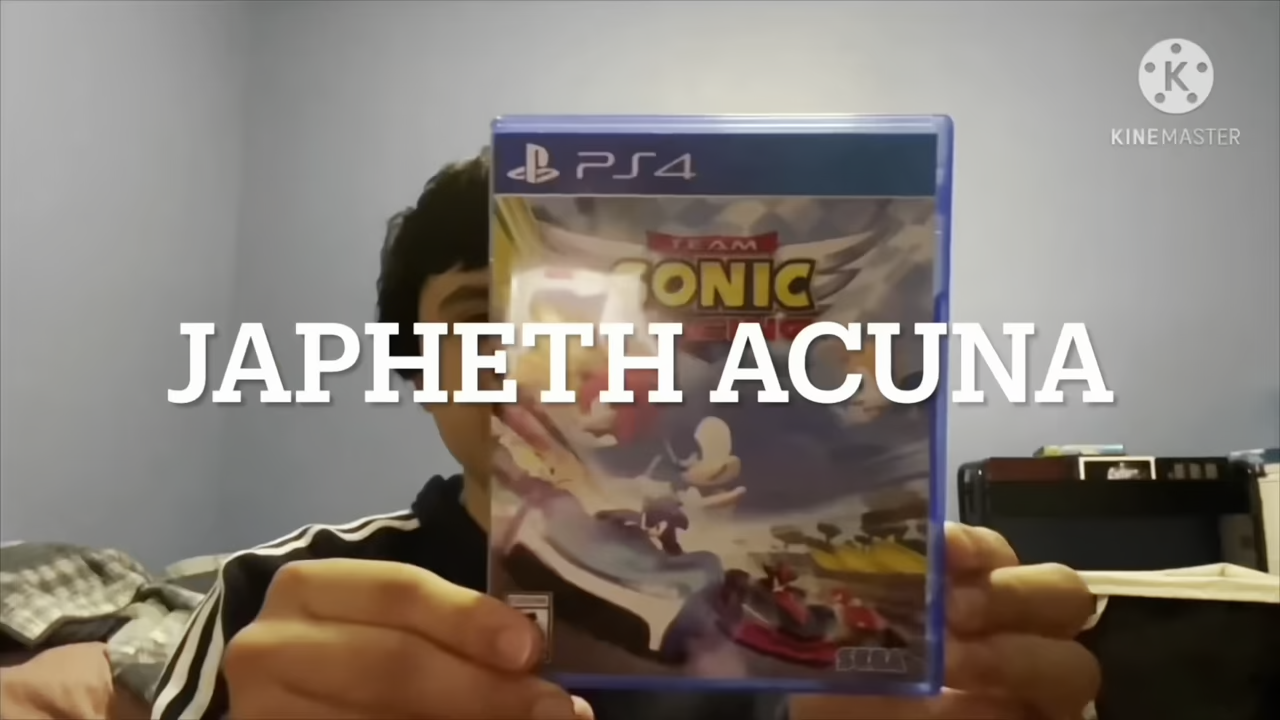 KINEMASTER
PS4
TEAM
SONIC
JAPHETH ACUNA
SEGA